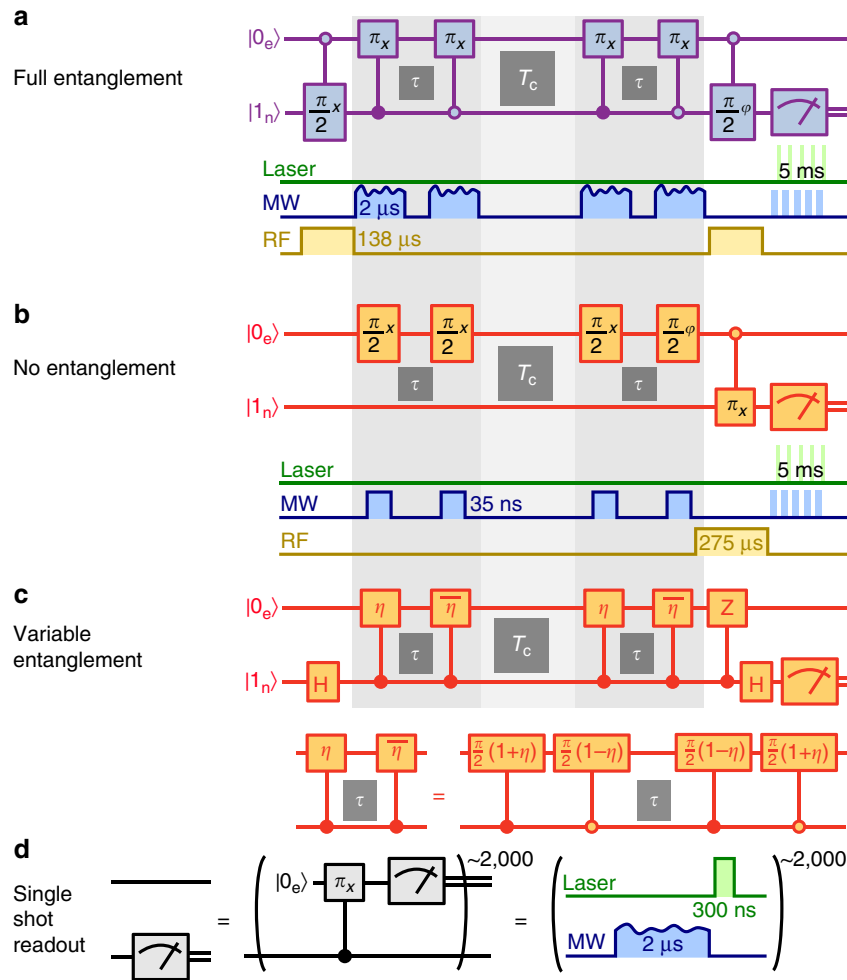 a
Full entanglement
|0e⟩ πx πx πx πx
τ Tc τ
|1n⟩ π/2 x π/2 φ
Laser 5 ms
MW 2 μs
RF 138 μs
b
No entanglement
|0e⟩ π/2 x π/2 x π/2 x π/2 φ
τ Tc τ
|1n⟩ πx
Laser 5 ms
MW 35 ns
RF 275 μs
c
Variable
entanglement
|0e⟩ η η̅ η η̅ Z
τ Tc τ
|1n⟩ H H
η η̅ π/2(1+η) π/2(1−η) π/2(1−η) π/2(1+η)
τ = τ
d
Single
shot
readout
= |0e⟩ πx ~2,000
= Laser 300 ns
MW 2 μs ~2,000